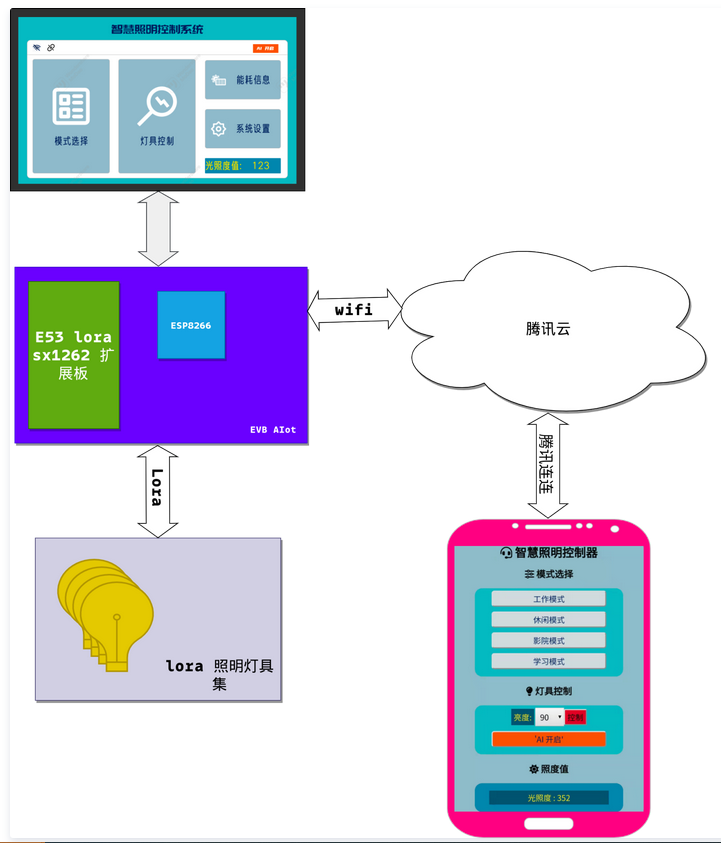 智慧照明控制系统
AI 开启
模式选择
灯具控制
能耗信息
系统设置
光照度值: 123
wifi
腾讯云
E53 lora
sx1262 扩
展板
ESP8266
EVB AIot
Lora
腾讯连连
lora 照明灯具
集
智慧照明控制器
模式选择
工作模式
休闲模式
影院模式
学习模式
灯具控制
亮度: 90 控制
'AI 开启'
照度值
光照度 : 352